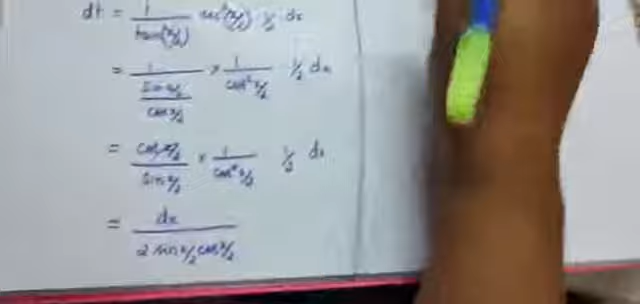 dt = 1/tan(x/2) sec²(x/2) 1/2 dx
= 1/(sin x/2 / cos x/2) × 1/cos² x/2 1/2 dx
= cos x/2 / sin x/2 × 1/cos² x/2 1/2 dx
= dx / 2 sin x/2 cos x/2